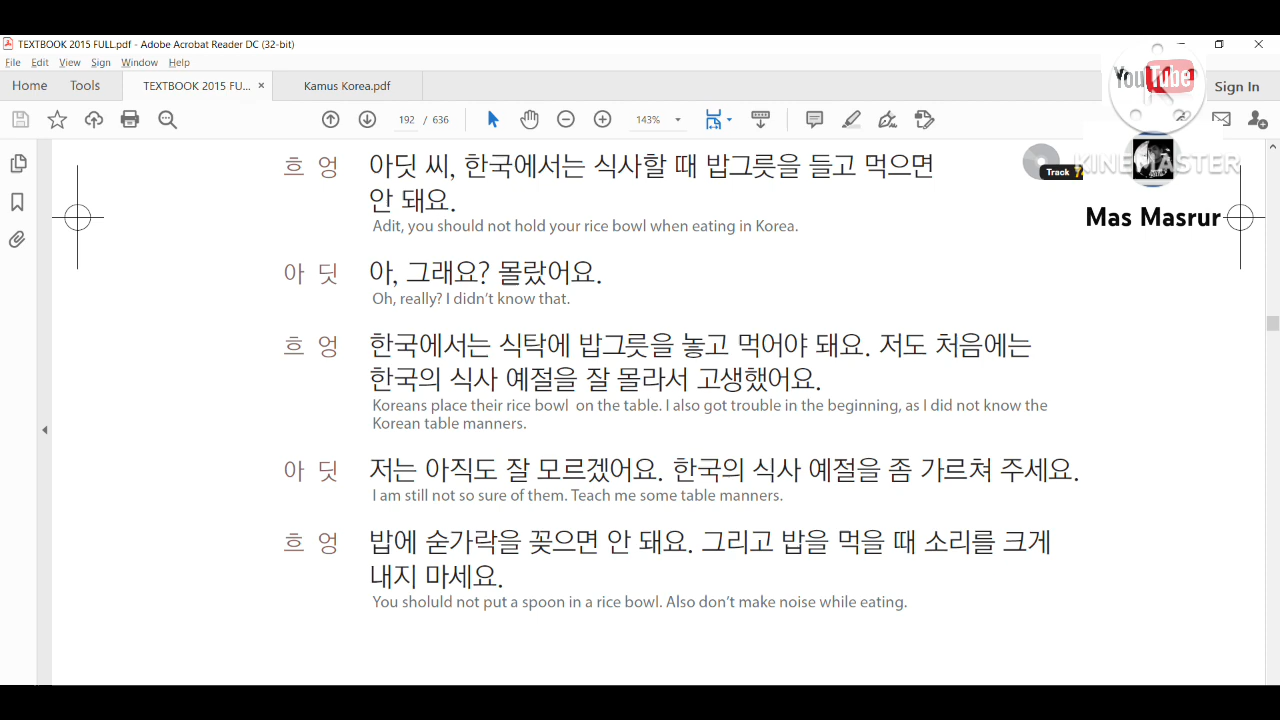 TEXTBOOK 2015 FULL.pdf - Adobe Acrobat Reader DC (32-bit)
File Edit View Sign Window Help
Home Tools TEXTBOOK 2015 FU... × Kamus Korea.pdf
YouTube
Sign In
192 / 636 143%
흐 엉 아딧 씨, 한국에서는 식사할 때 밥그릇을 들고 먹으면
안 돼요.
Adit, you should not hold your rice bowl when eating in Korea.
Track
KINEMASTER
Mas Masrur
아 딧 아, 그래요? 몰랐어요.
Oh, really? I didn't know that.
흐 엉 한국에서는 식탁에 밥그릇을 놓고 먹어야 돼요. 저도 처음에는
한국의 식사 예절을 잘 몰라서 고생했어요.
Koreans place their rice bowl on the table. I also got trouble in the beginning, as I did not know the
Korean table manners.
아 딧 저는 아직도 잘 모르겠어요. 한국의 식사 예절을 좀 가르쳐 주세요.
I am still not so sure of them. Teach me some table manners.
흐 엉 밥에 숟가락을 꽂으면 안 돼요. 그리고 밥을 먹을 때 소리를 크게
내지 마세요.
You sholuld not put a spoon in a rice bowl. Also don't make noise while eating.